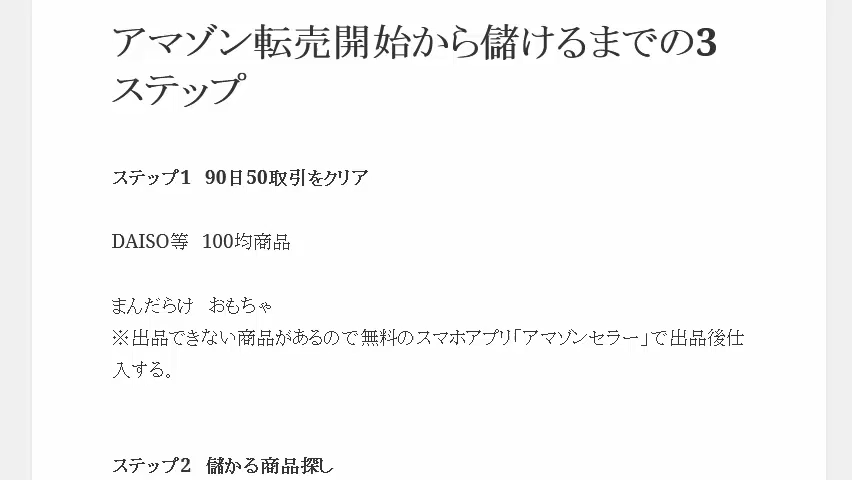 アマゾン転売開始から儲けるまでの3
ステップ
ステップ1 90日50取引をクリア
DAISO等 100均商品
まんだらけ おもちゃ
※出品できない商品があるので無料のスマホアプリ「アマゾンセラー」で出品後仕
入する。
ステップ2 儲かる商品探し